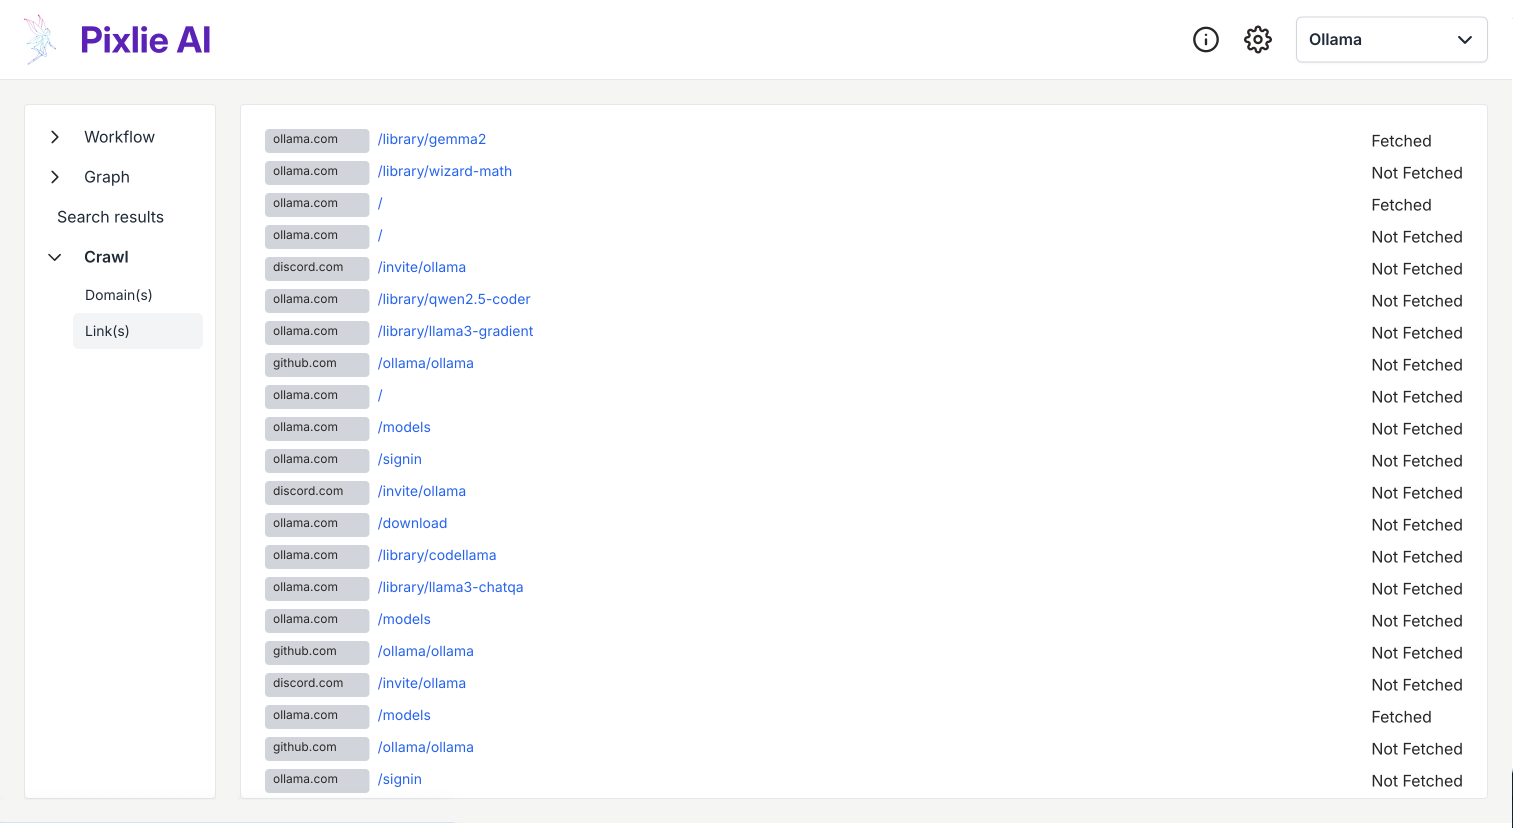 Pixlie AI
Ollama
Workflow
Graph
Search results
Crawl
Domain(s)
Link(s)
ollama.com /library/gemma2 Fetched
ollama.com /library/wizard-math Not Fetched
ollama.com / Fetched
ollama.com / Not Fetched
discord.com /invite/ollama Not Fetched
ollama.com /library/qwen2.5-coder Not Fetched
ollama.com /library/llama3-gradient Not Fetched
github.com /ollama/ollama Not Fetched
ollama.com / Not Fetched
ollama.com /models Not Fetched
ollama.com /signin Not Fetched
discord.com /invite/ollama Not Fetched
ollama.com /download Not Fetched
ollama.com /library/codellama Not Fetched
ollama.com /library/llama3-chatqa Not Fetched
ollama.com /models Not Fetched
github.com /ollama/ollama Not Fetched
discord.com /invite/ollama Not Fetched
ollama.com /models Fetched
github.com /ollama/ollama Not Fetched
ollama.com /signin Not Fetched